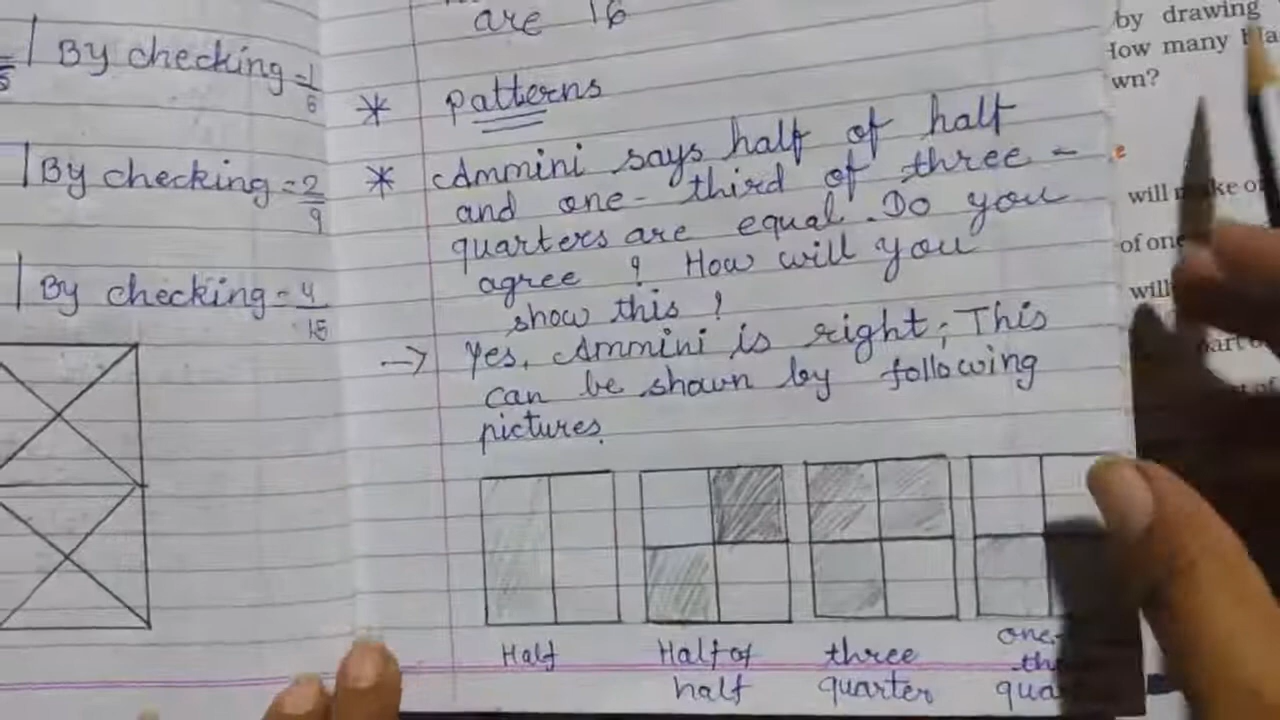 By checking = 1/6
By checking = 2/9
By checking = 4/15
are 16
* Patterns
* Ammini says half of half
and one-third of three-
quarters are equal. Do you
agree ? How will you
show this ?
→ Yes, Ammini is right, This
can be shown by following
pictures.
Half
Half of
half
three
quarter
one-
by drawing
How many
wn?
will make
of one
will